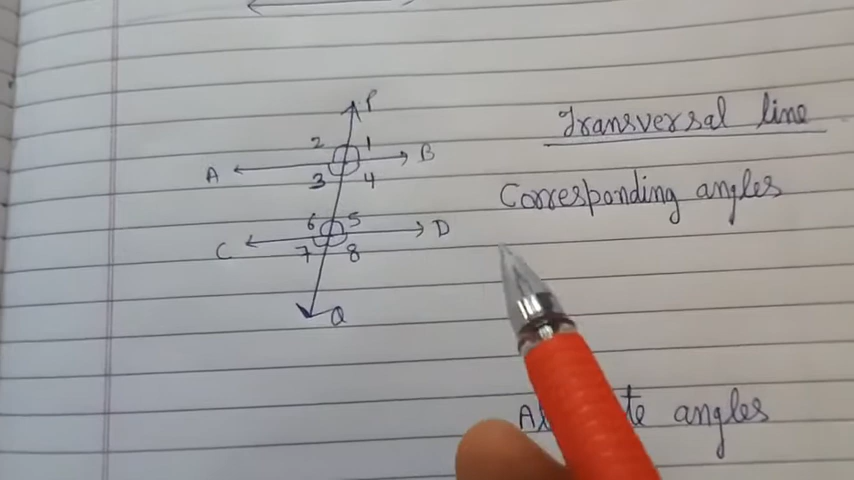 P
2 1
A B
3 4
6 5
C D
7 8
Q
Transversal line
Corresponding angles
angles